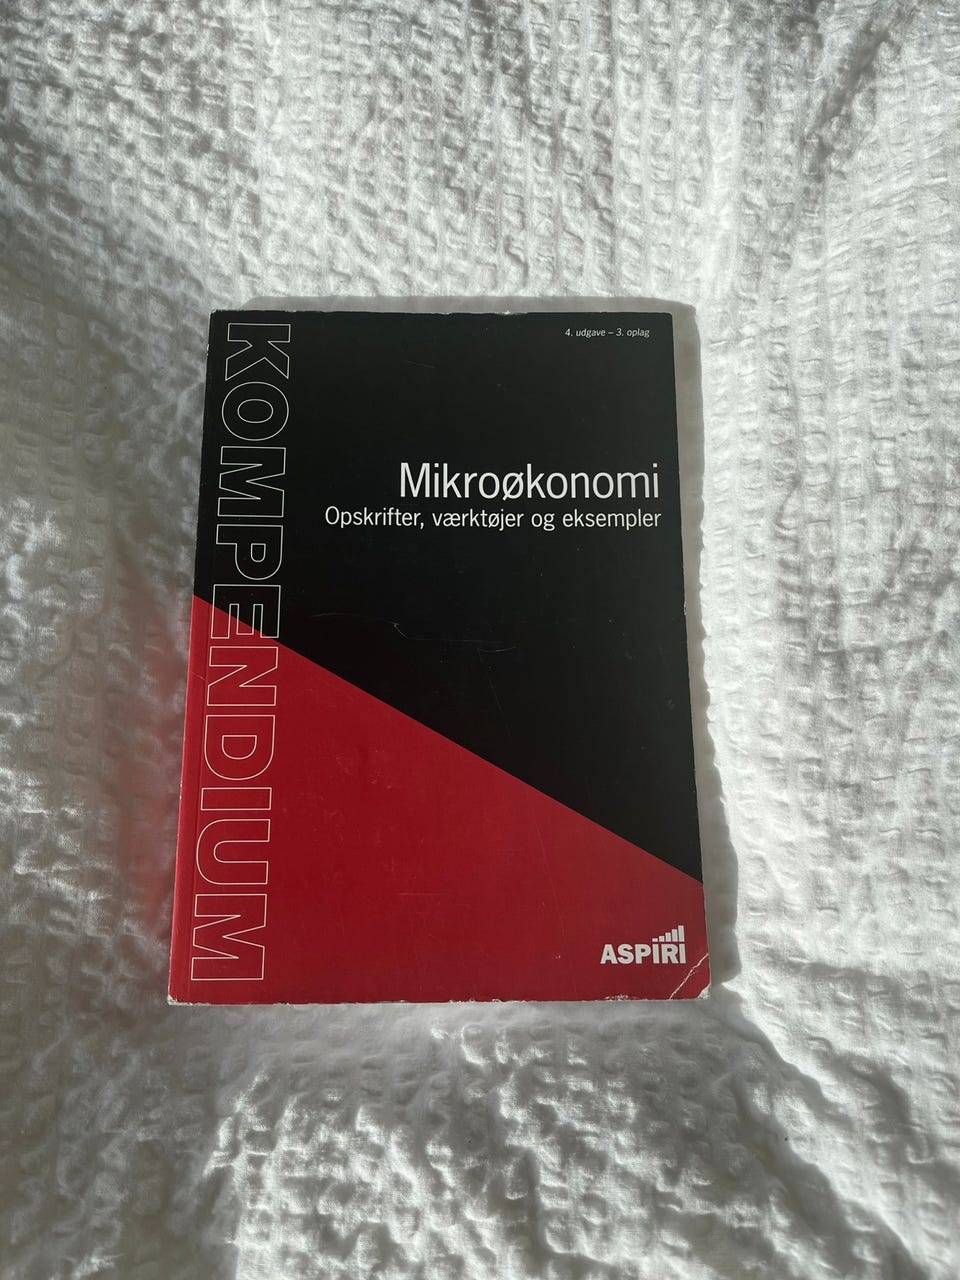 4. udgave – 3. oplag
Mikroøkonomi
Opskrifter, værktøjer og eksempler
KOMPENDIUM
ASPIRI